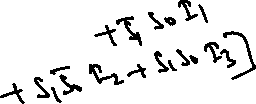 + S̅₁ S₀ I₁
+ S₁ S̅₀ I₂ + S₁ S₀ I₃]